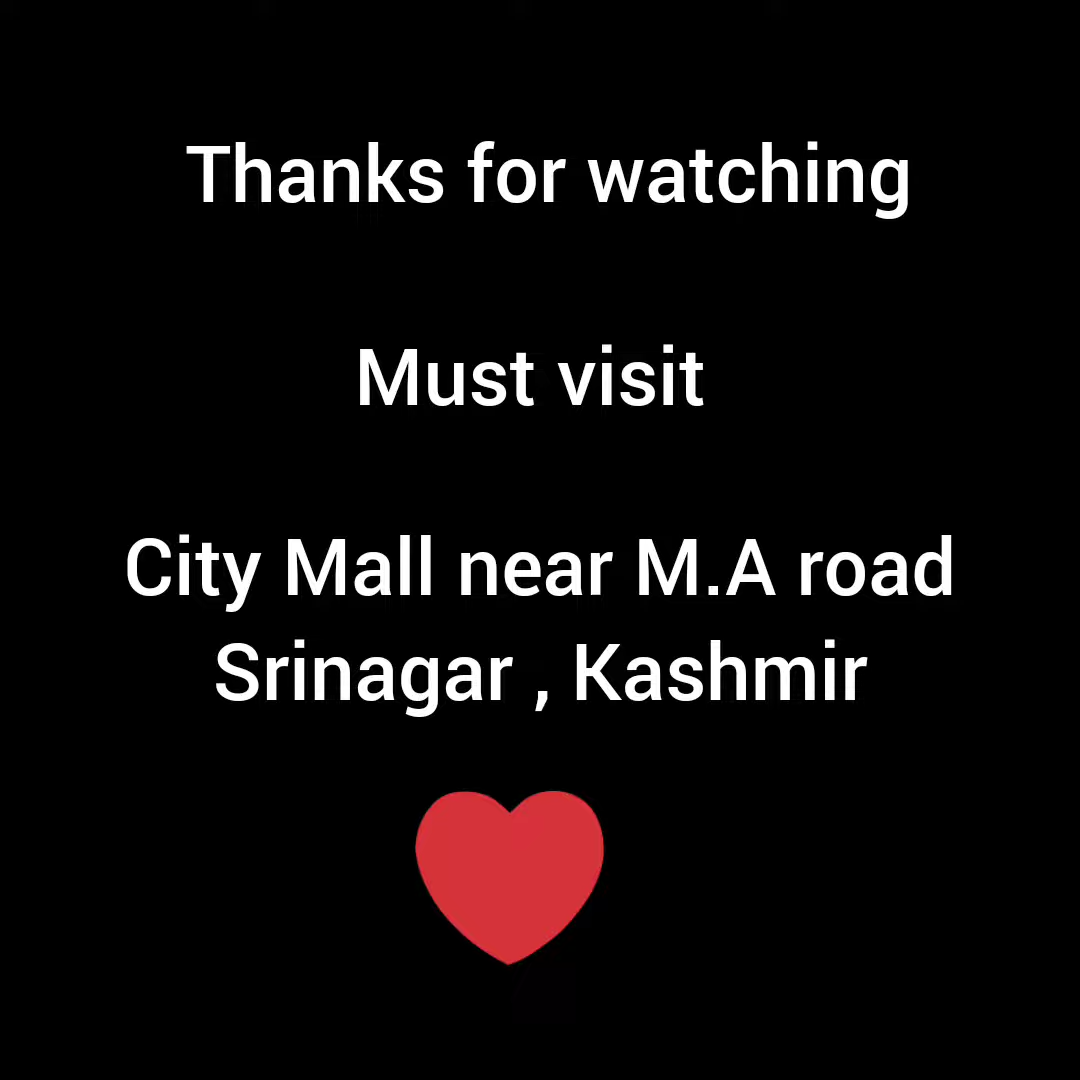 Thanks for watching
Must visit
City Mall near M.A road
Srinagar , Kashmir